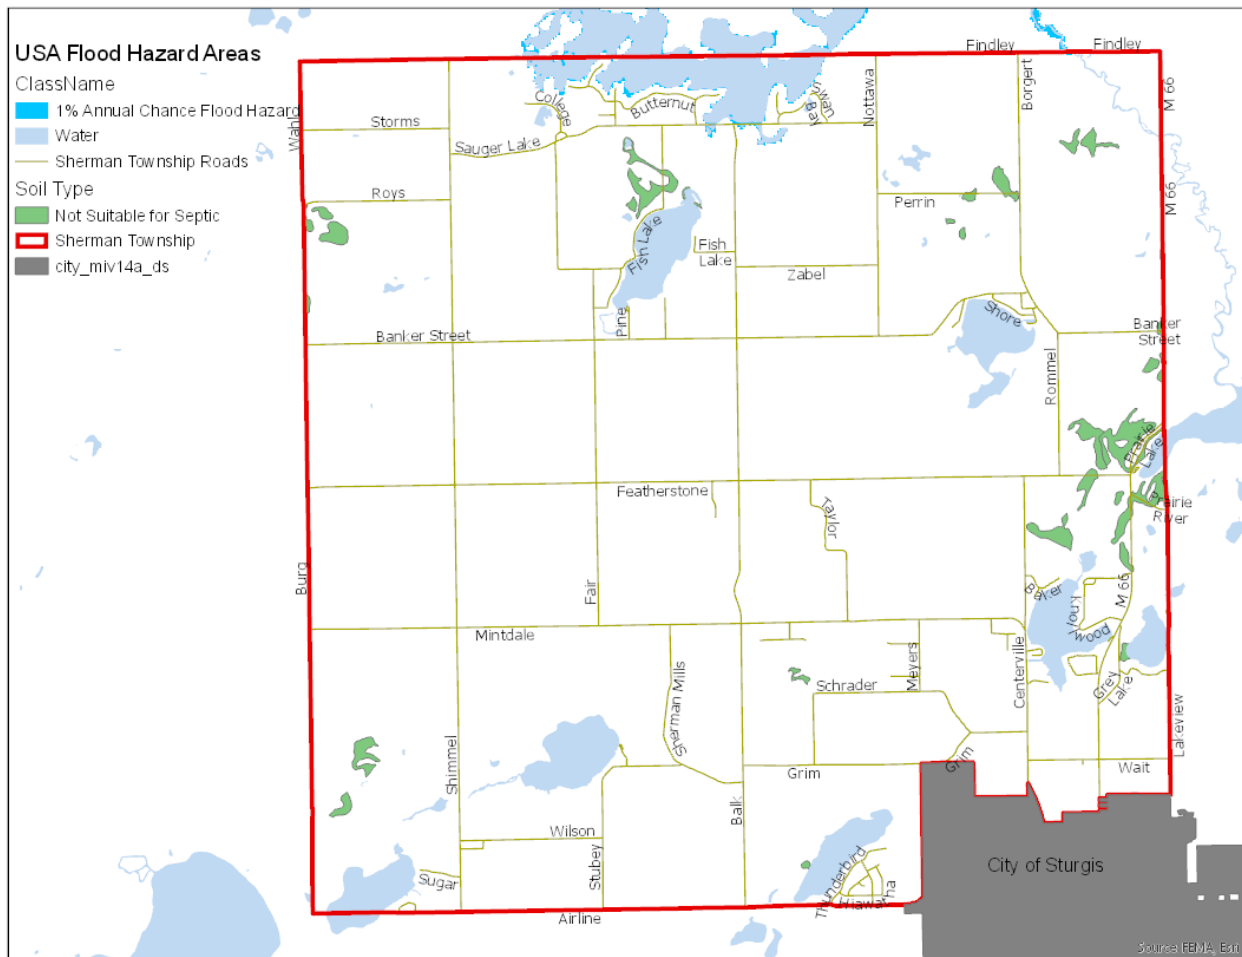 USA Flood Hazard Areas
ClassName
1% Annual Chance Flood Hazard
Water
Sherman Township Roads
Soil Type
Not Suitable for Septic
Sherman Township
city_miv14a_ds
Findley
Findley
Wahl
Storms
College
Butternut
Swan
Bay
Nottawa
Borgert
M 66
Sauger Lake
Roys
Perrin
M 66
Fish Lake
Fish
Lake
Zabel
Pine
Shore
Banker Street
Banker
Street
Rommel
Prairie
Lake
Featherstone
Taylor
Prairie
River
Burg
Fair
Baker
Knollwood
M 66
Mintdale
Sherman Mills
Meyers
Centerville
Schrader
Grey
Lake
Lakeview
Shimmel
Grim
Grim
Wait
Balk
Wilson
Stubey
Sugar
Thunderbird
Hiawatha
City of Sturgis
Airline
Source: FEMA, Esri